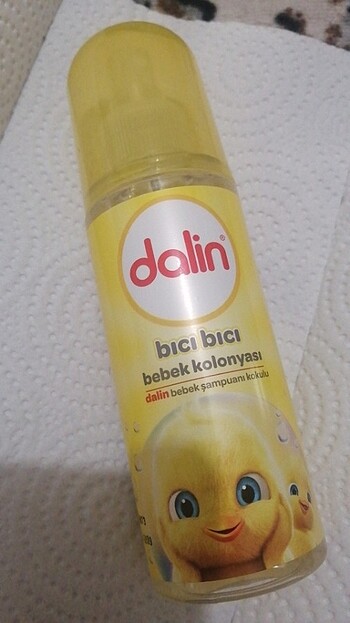 dalin®
bıcı bıcı
bebek kolonyası
dalin bebek şampuanı kokulu